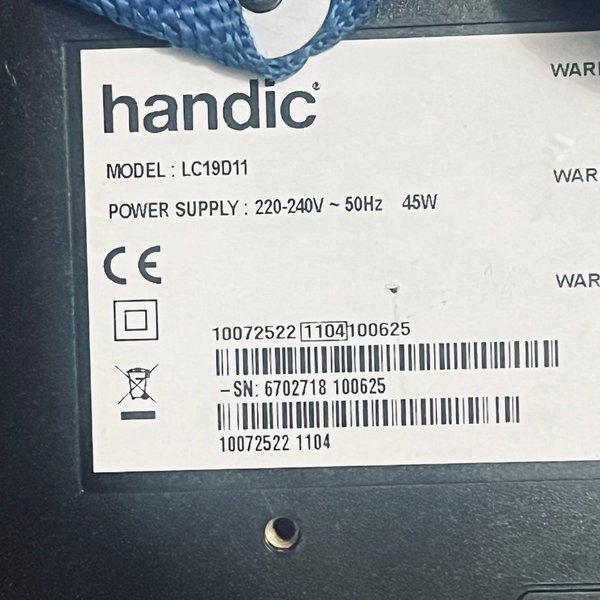 handic
WARI
MODEL : LC19D11
WAR
POWER SUPPLY : 220-240V ~ 50Hz 45W
CE
WAR
10072522 1104 100625
-SN: 6702718 100625
10072522 1104